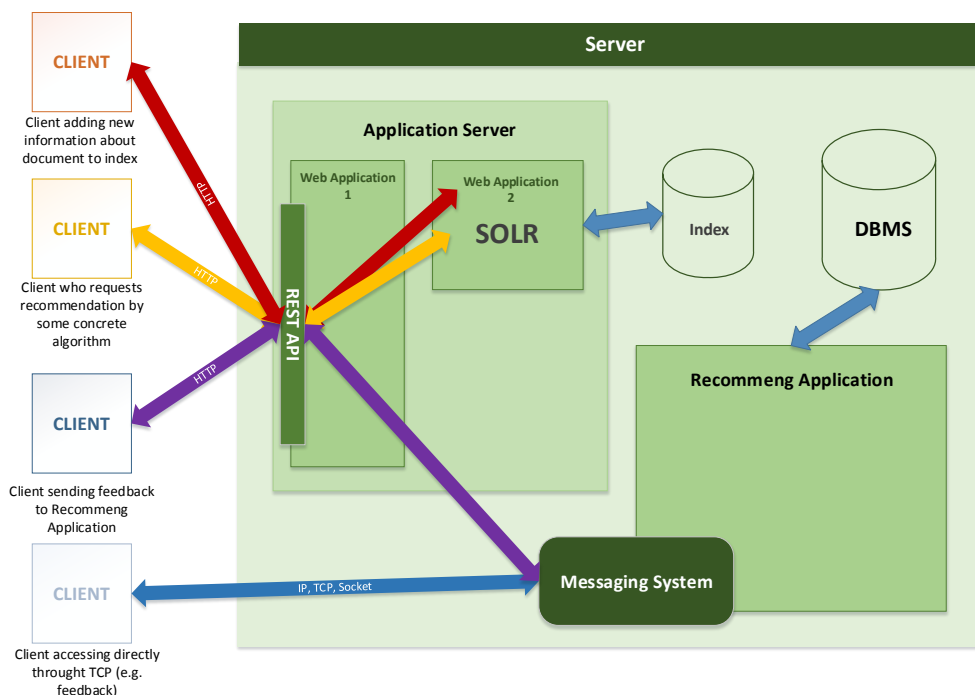 Server
CLIENT
Client adding new
information about
document to index
HTTP
CLIENT
Client who requests
recommendation by
some concrete
algorithm
HTTP
CLIENT
Client sending feedback
to Recommeng
Application
HTTP
CLIENT
Client accessing directly
throught TCP (e.g.
feedback)
IP, TCP, Socket
Application Server
Web Application
1
REST API
Web Application
2
SOLR
Index
DBMS
Recommeng Application
Messaging System